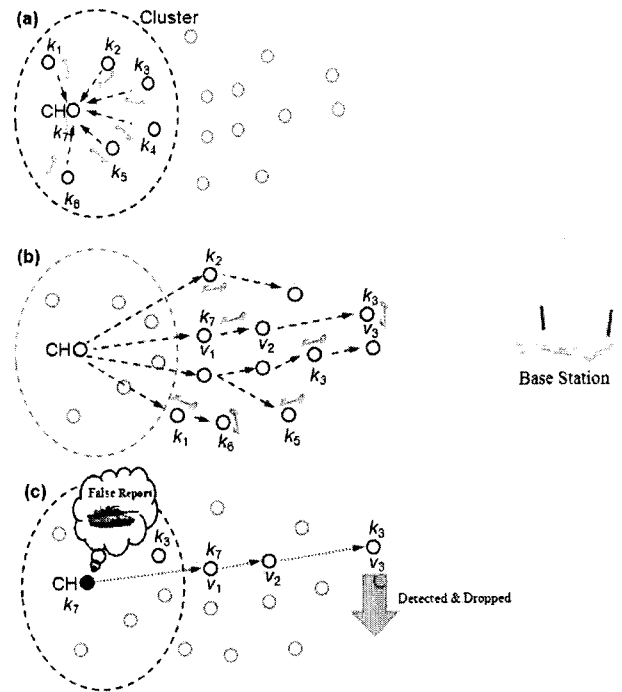 (a)
Cluster
k1
k2
k3
CH
k7
k4
k5
k6
(b)
k2
k3
k7
CH
v1
v2
v3
k3
Base Station
k1
k6
k5
(c)
False Report
k3
k7
k3
CH
v1
v2
v3
k7
Detected & Dropped